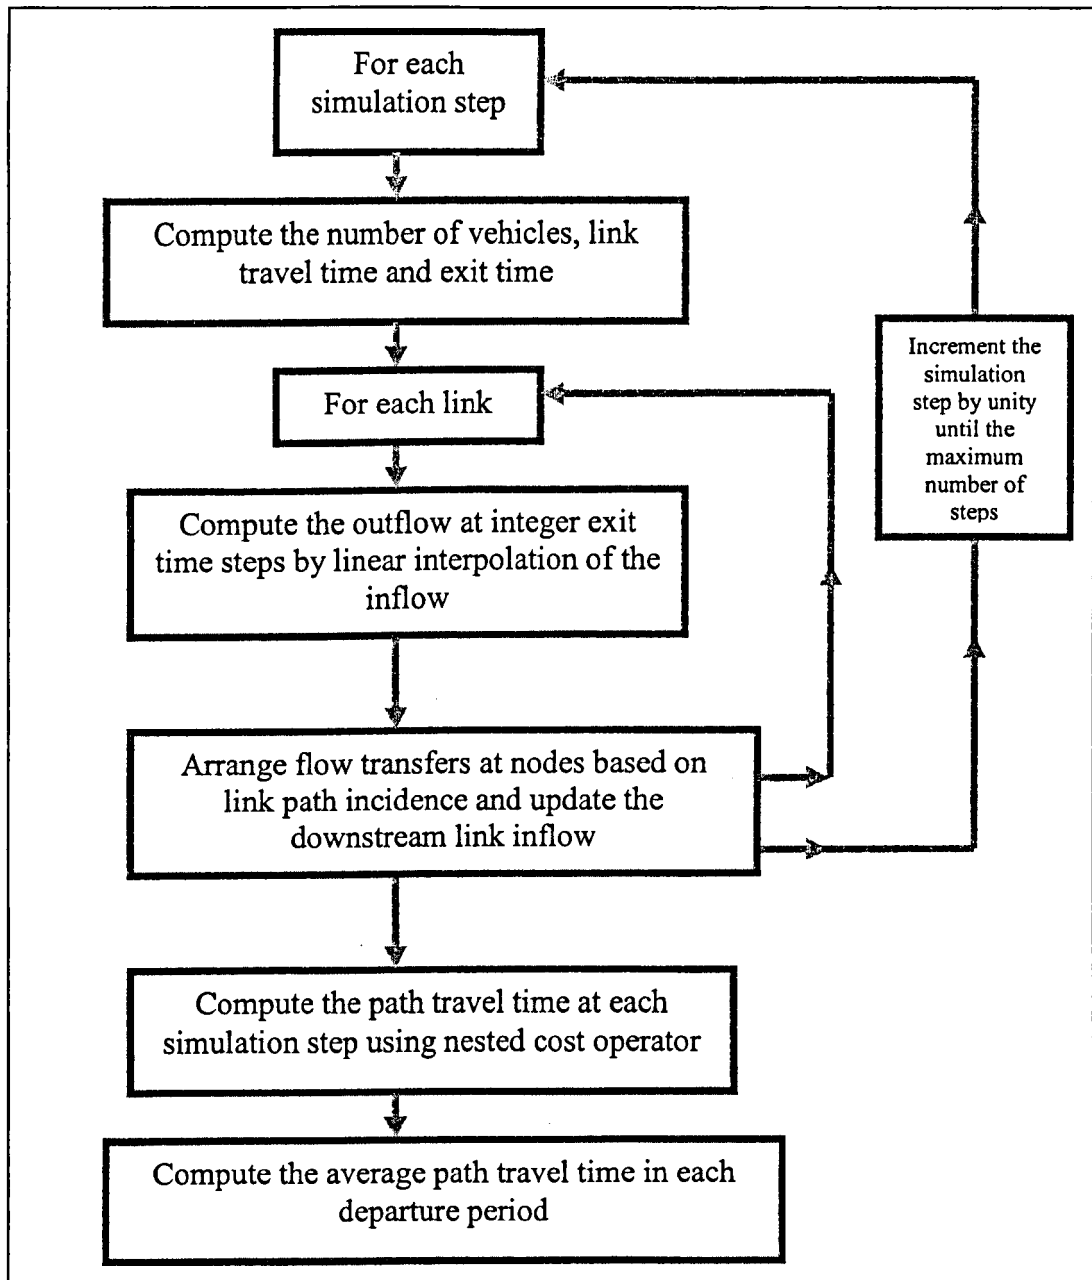 For each
simulation step
Compute the number of vehicles, link
travel time and exit time
For each link
Compute the outflow at integer exit
time steps by linear interpolation of the
inflow
Arrange flow transfers at nodes based on
link path incidence and update the
downstream link inflow
Compute the path travel time at each
simulation step using nested cost operator
Compute the average path travel time in each
departure period
Increment the
simulation
step by unity
until the
maximum
number of
steps